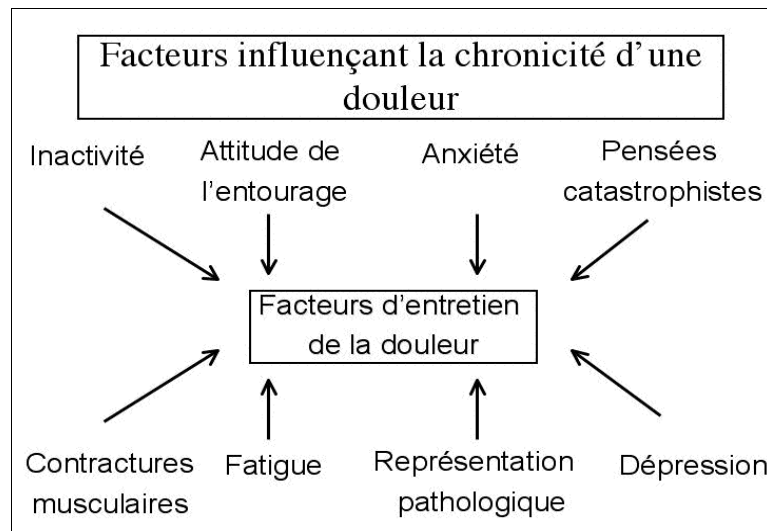 Facteurs influençant la chronicité d'une
douleur
Inactivité
Attitude de
l'entourage
Anxiété
Pensées
catastrophistes
Facteurs d'entretien
de la douleur
Contractures
musculaires
Fatigue
Représentation
pathologique
Dépression